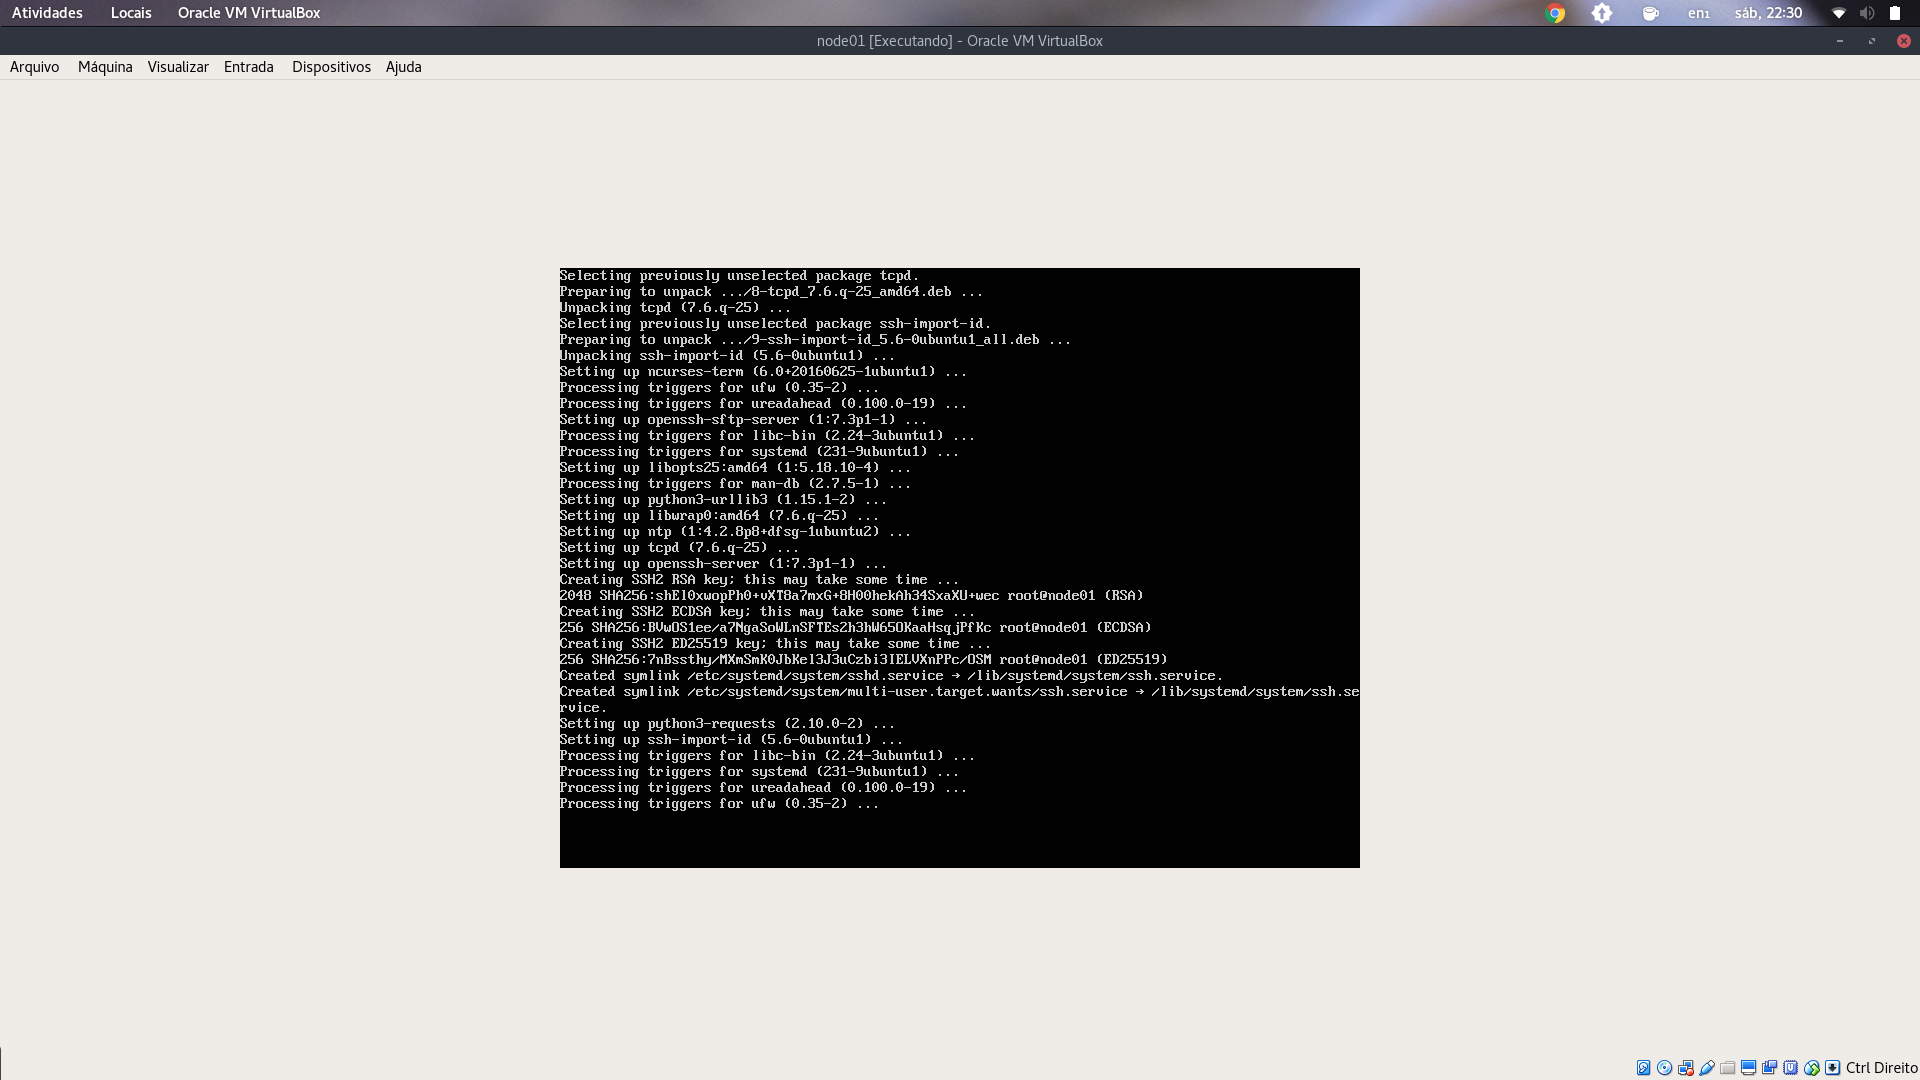 Atividades Locais Oracle VM VirtualBox en₁ sáb, 22:30
node01 [Executando] - Oracle VM VirtualBox
Arquivo Máquina Visualizar Entrada Dispositivos Ajuda
Selecting previously unselected package tcpd.
Preparing to unpack .../8-tcpd_7.6.q-25_amd64.deb ...
Unpacking tcpd (7.6.q-25) ...
Selecting previously unselected package ssh-import-id.
Preparing to unpack .../9-ssh-import-id_5.6-0ubuntu1_all.deb ...
Unpacking ssh-import-id (5.6-0ubuntu1) ...
Setting up ncurses-term (6.0+20160625-1ubuntu1) ...
Processing triggers for ufw (0.35-2) ...
Processing triggers for ureadahead (0.100.0-19) ...
Setting up openssh-sftp-server (1:7.3p1-1) ...
Processing triggers for libc-bin (2.24-3ubuntu1) ...
Processing triggers for systemd (231-9ubuntu1) ...
Setting up libopts25:amd64 (1:5.18.10-4) ...
Processing triggers for man-db (2.7.5-1) ...
Setting up python3-urllib3 (1.15.1-2) ...
Setting up libwrap0:amd64 (7.6.q-25) ...
Setting up ntp (1:4.2.8p8+dfsg-1ubuntu2) ...
Setting up tcpd (7.6.q-25) ...
Setting up openssh-server (1:7.3p1-1) ...
Creating SSH2 RSA key; this may take some time ...
2048 SHA256:shEl0xwopPh0+vXT8a7mxG+8H00hekAh34SxaXU+wec root@node01 (RSA)
Creating SSH2 ECDSA key; this may take some time ...
256 SHA256:BVwOS1ee/a7NgaSoWLnSFTEs2h3hW65OKaaHsqjPfKc root@node01 (ECDSA)
Creating SSH2 ED25519 key; this may take some time ...
256 SHA256:7nBssthy/MXmSmK0JbKel3J3uCzbi3IELVXnPPc/OSM root@node01 (ED25519)
Created symlink /etc/systemd/system/sshd.service → /lib/systemd/system/ssh.service.
Created symlink /etc/systemd/system/multi-user.target.wants/ssh.service → /lib/systemd/system/ssh.se
rvice.
Setting up python3-requests (2.10.0-2) ...
Setting up ssh-import-id (5.6-0ubuntu1) ...
Processing triggers for libc-bin (2.24-3ubuntu1) ...
Processing triggers for systemd (231-9ubuntu1) ...
Processing triggers for ureadahead (0.100.0-19) ...
Processing triggers for ufw (0.35-2) ...
Ctrl Direito